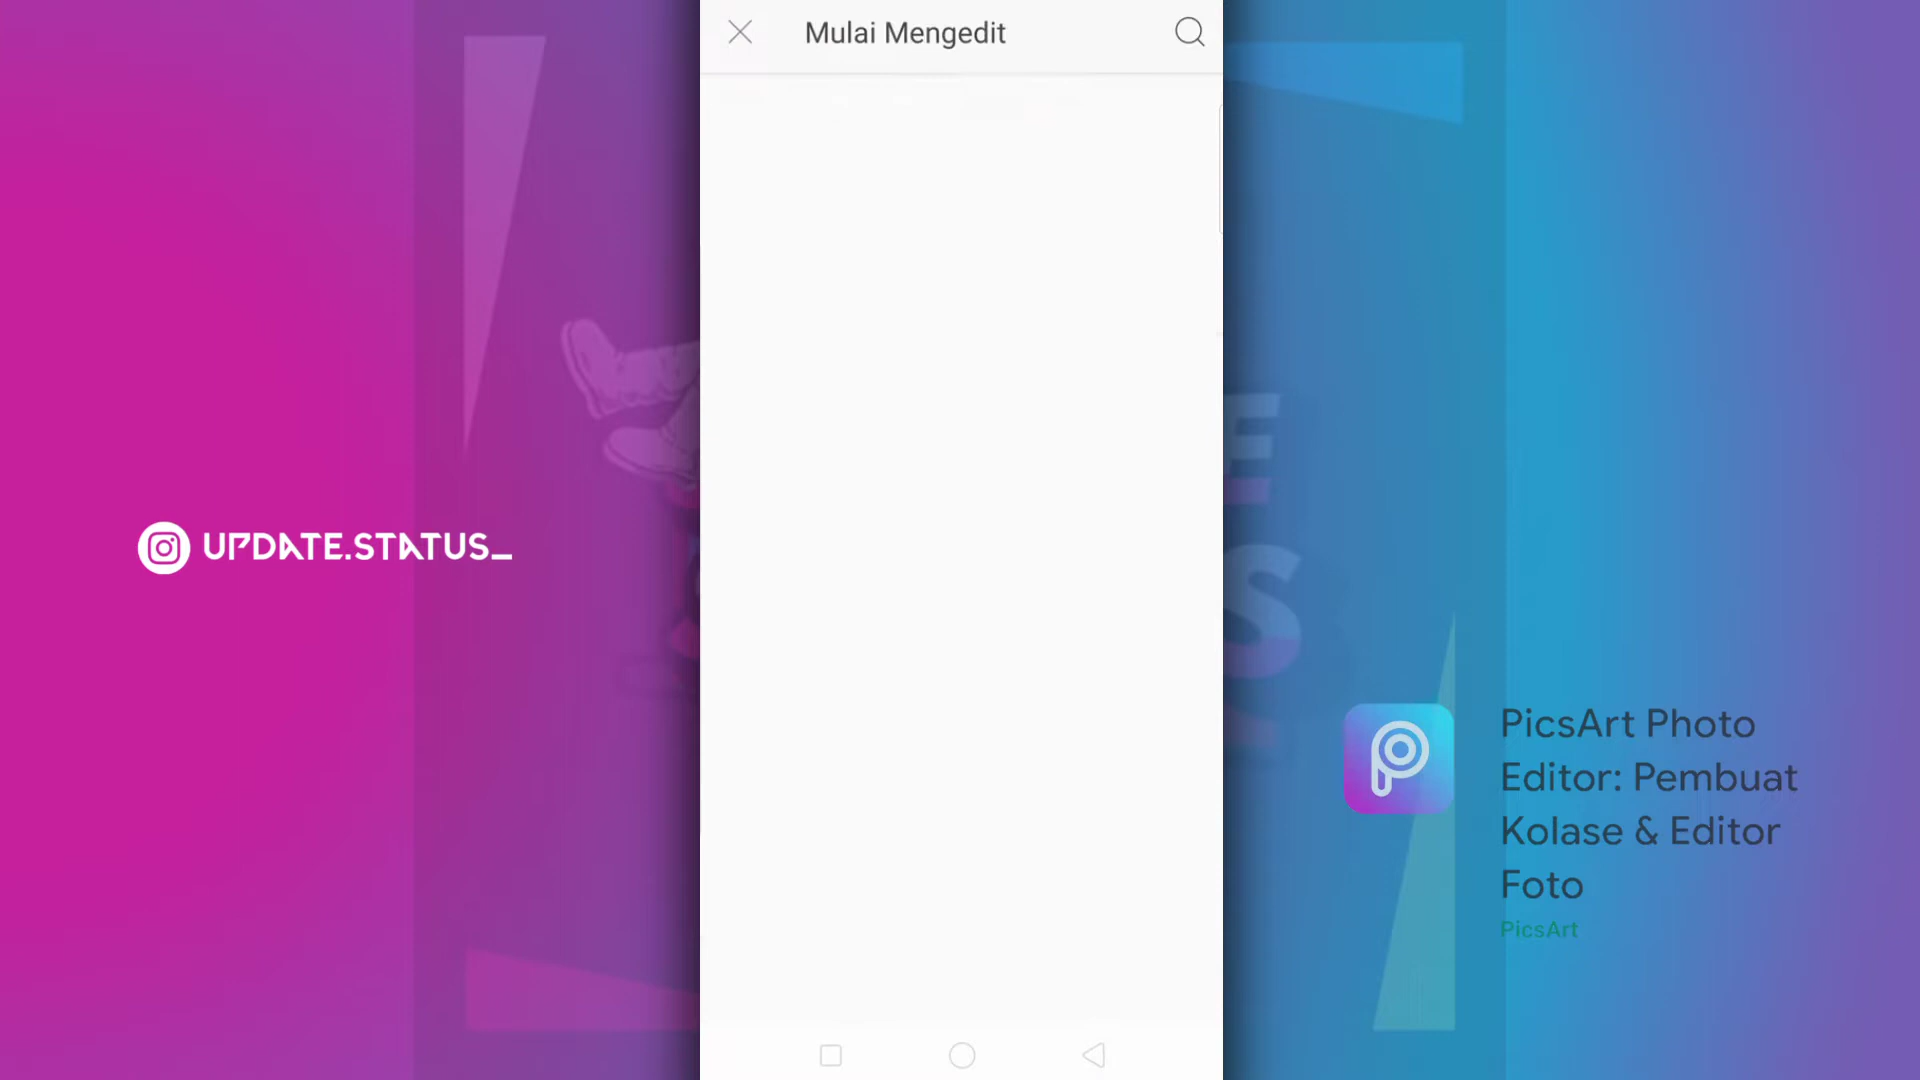 Mulai Mengedit
E
S
UPDATE.STATUS_
PicsArt Photo
Editor: Pembuat
Kolase & Editor
Foto
PicsArt